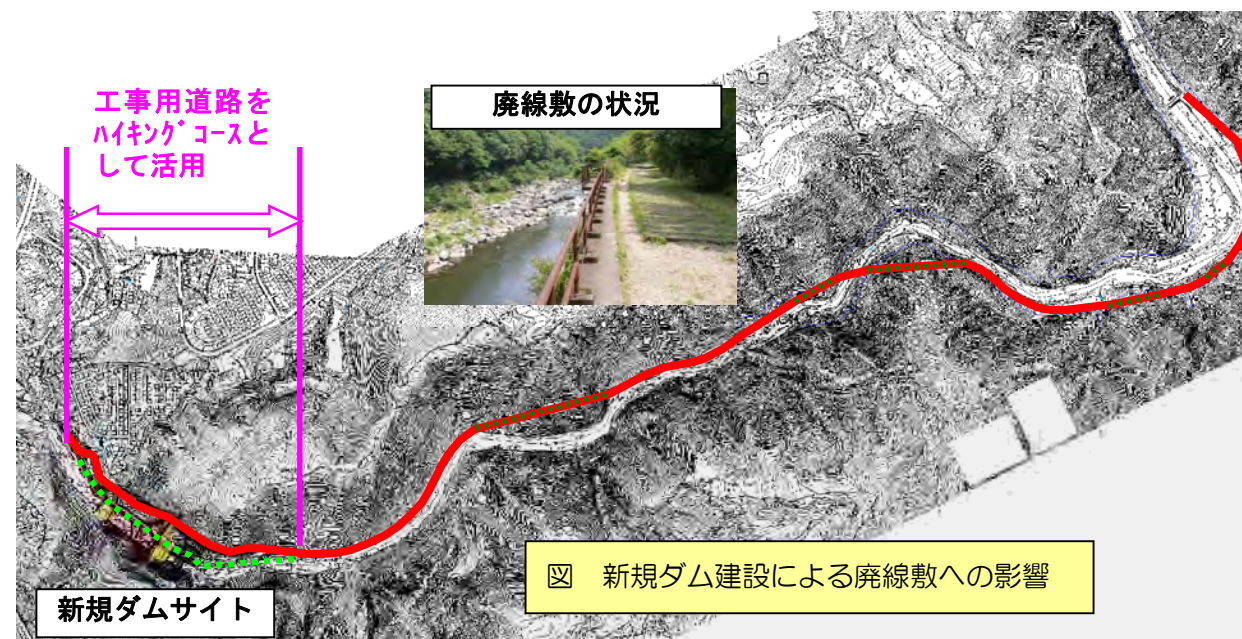 工事用道路を
ﾊｲｷﾝｸﾞｺｰｽと
して活用
廃線敷の状況
新規ダムサイト
図　新規ダム建設による廃線敷への影響